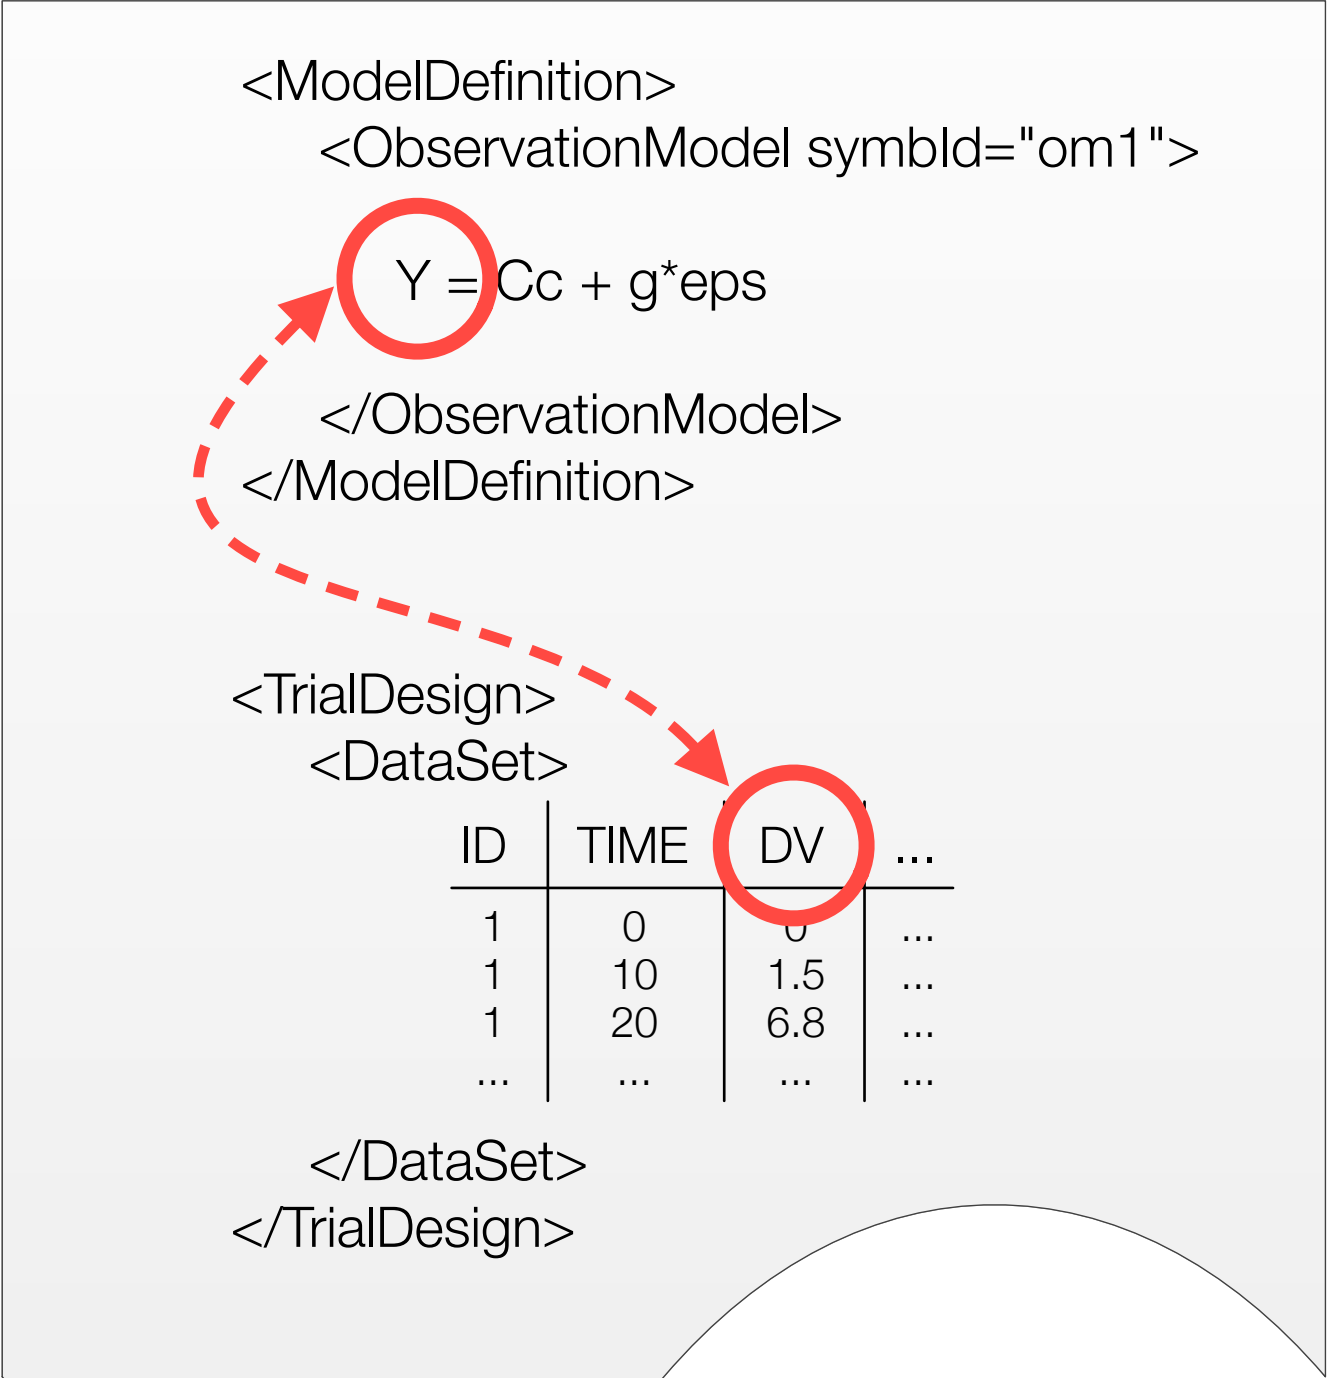 <ModelDefinition>
<ObservationModel symbId="om1">
Y = Cc + g*eps
</ObservationModel>
</ModelDefinition>
<TrialDesign>
<DataSet>
ID TIME DV ...
1 0 0 ...
1 10 1.5 ...
1 20 6.8 ...
... ... ... ...
</DataSet>
</TrialDesign>